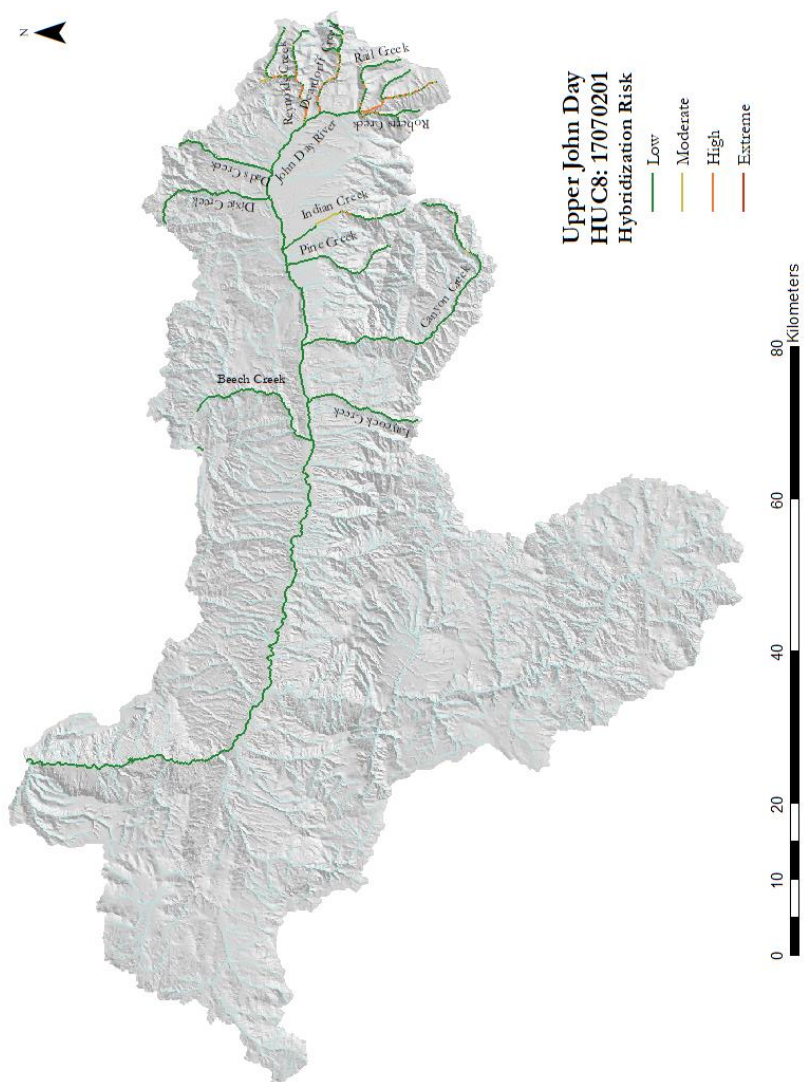 N
Reynolds Creek
Deardorff Creek
Rail Creek
Roberts Creek
John Day River
Dad's Creek
Dixie Creek
Indian Creek
Pine Creek
Canyon Creek
Beech Creek
Laycock Creek
Upper John Day
HUC8: 17070201
Hybridization Risk
Low
Moderate
High
Extreme
0 10 20 40 60 80
Kilometers